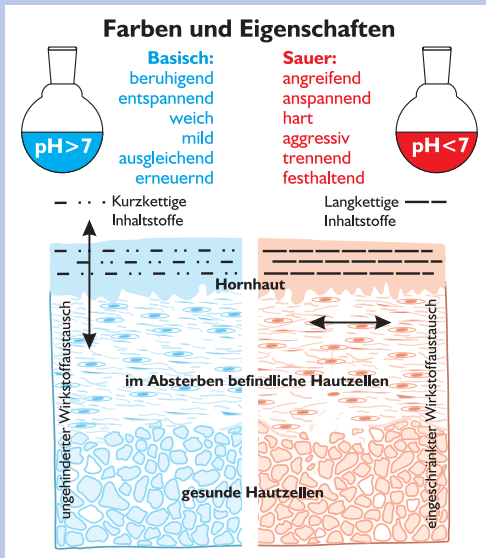 Farben und Eigenschaften
Basisch:
beruhigend
entspannend
weich
mild
ausgleichend
erneuernd
Sauer:
angreifend
anspannend
hart
aggressiv
trennend
festhaltend
pH>7
pH<7
Kurzkettige
Inhaltstoffe
Langkettige
Inhaltstoffe
Hornhaut
ungehinderter Wirkstoffaustausch
im Absterben befindliche Hautzellen
eingeschränkter Wirkstoffaustausch
gesunde Hautzellen